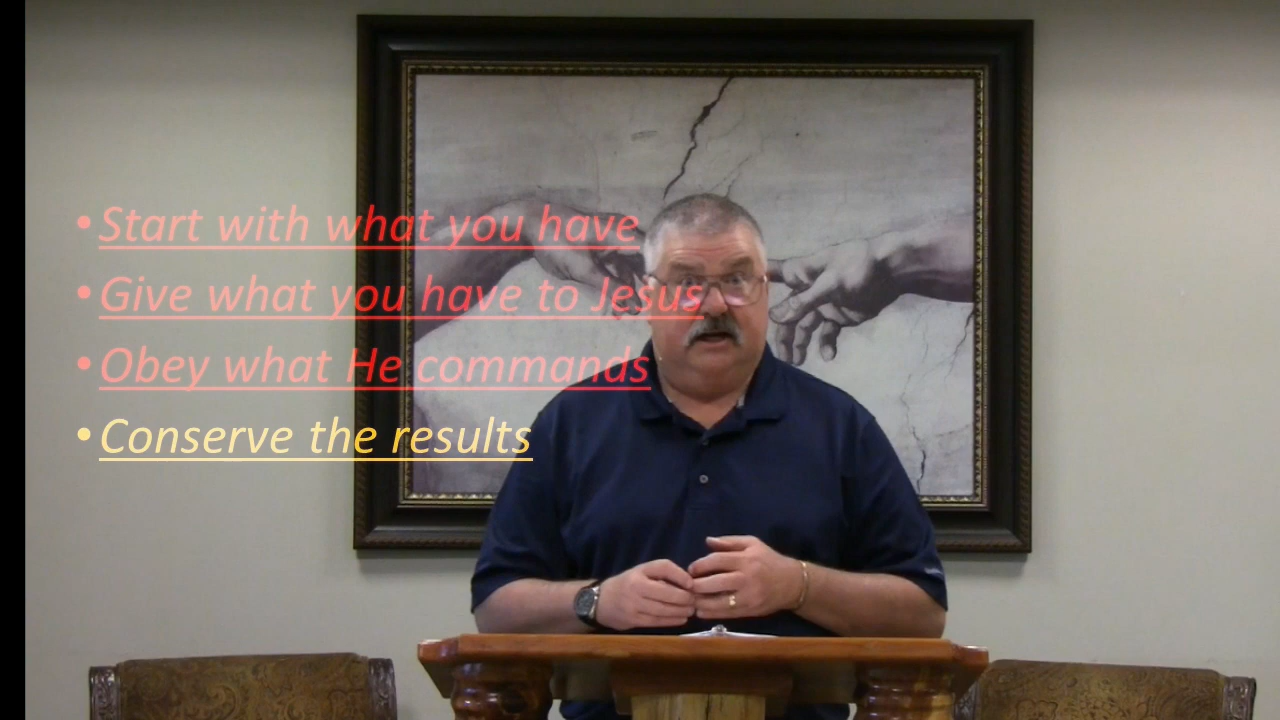 • Start with what you have
• Give what you have to Jesus
• Obey what He commands
• Conserve the results